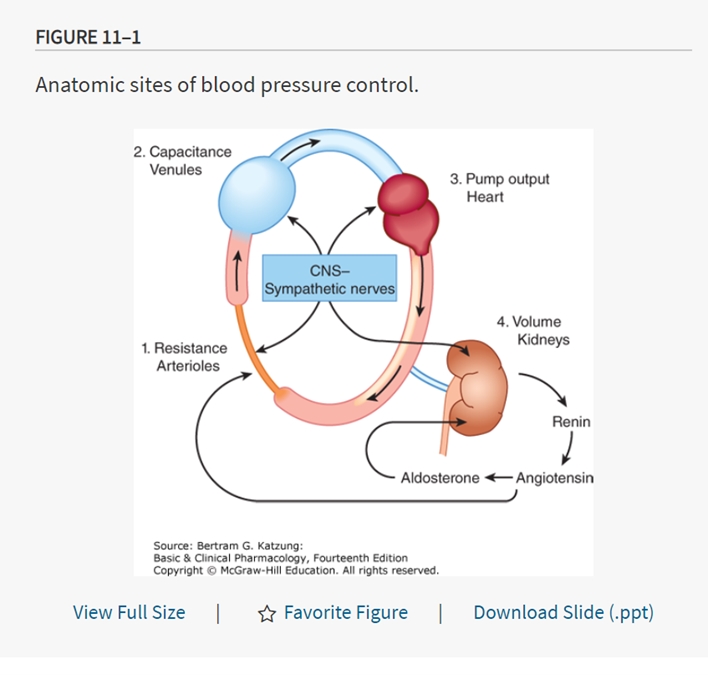 FIGURE 11–1
Anatomic sites of blood pressure control.
2. Capacitance
Venules
3. Pump output
Heart
CNS–
Sympathetic nerves
4. Volume
Kidneys
1. Resistance
Arterioles
Renin
Aldosterone
Angiotensin
Source: Bertram G. Katzung:
Basic & Clinical Pharmacology, Fourteenth Edition
Copyright © McGraw-Hill Education. All rights reserved.
View Full Size | Favorite Figure | Download Slide (.ppt)